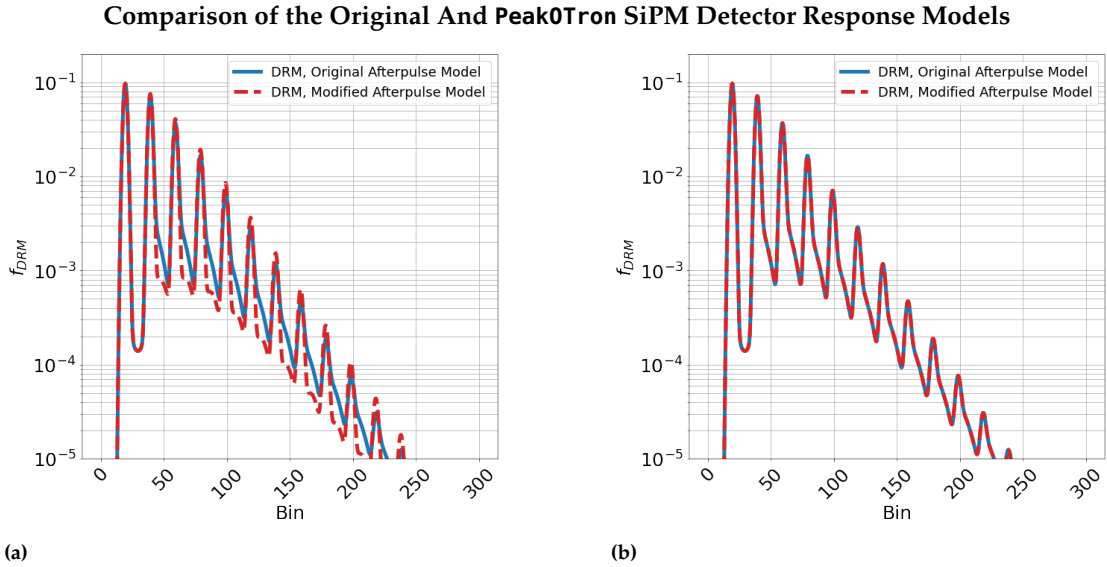 Comparison of the Original And PeakOTron SiPM Detector Response Models
DRM, Original Afterpulse Model
DRM, Modified Afterpulse Model
10⁻¹
10⁻²
10⁻³
10⁻⁴
10⁻⁵
f_DRM
0 50 100 150 200 250 300
Bin
(a)
DRM, Original Afterpulse Model
DRM, Modified Afterpulse Model
10⁻¹
10⁻²
10⁻³
10⁻⁴
10⁻⁵
f_DRM
0 50 100 150 200 250 300
Bin
(b)